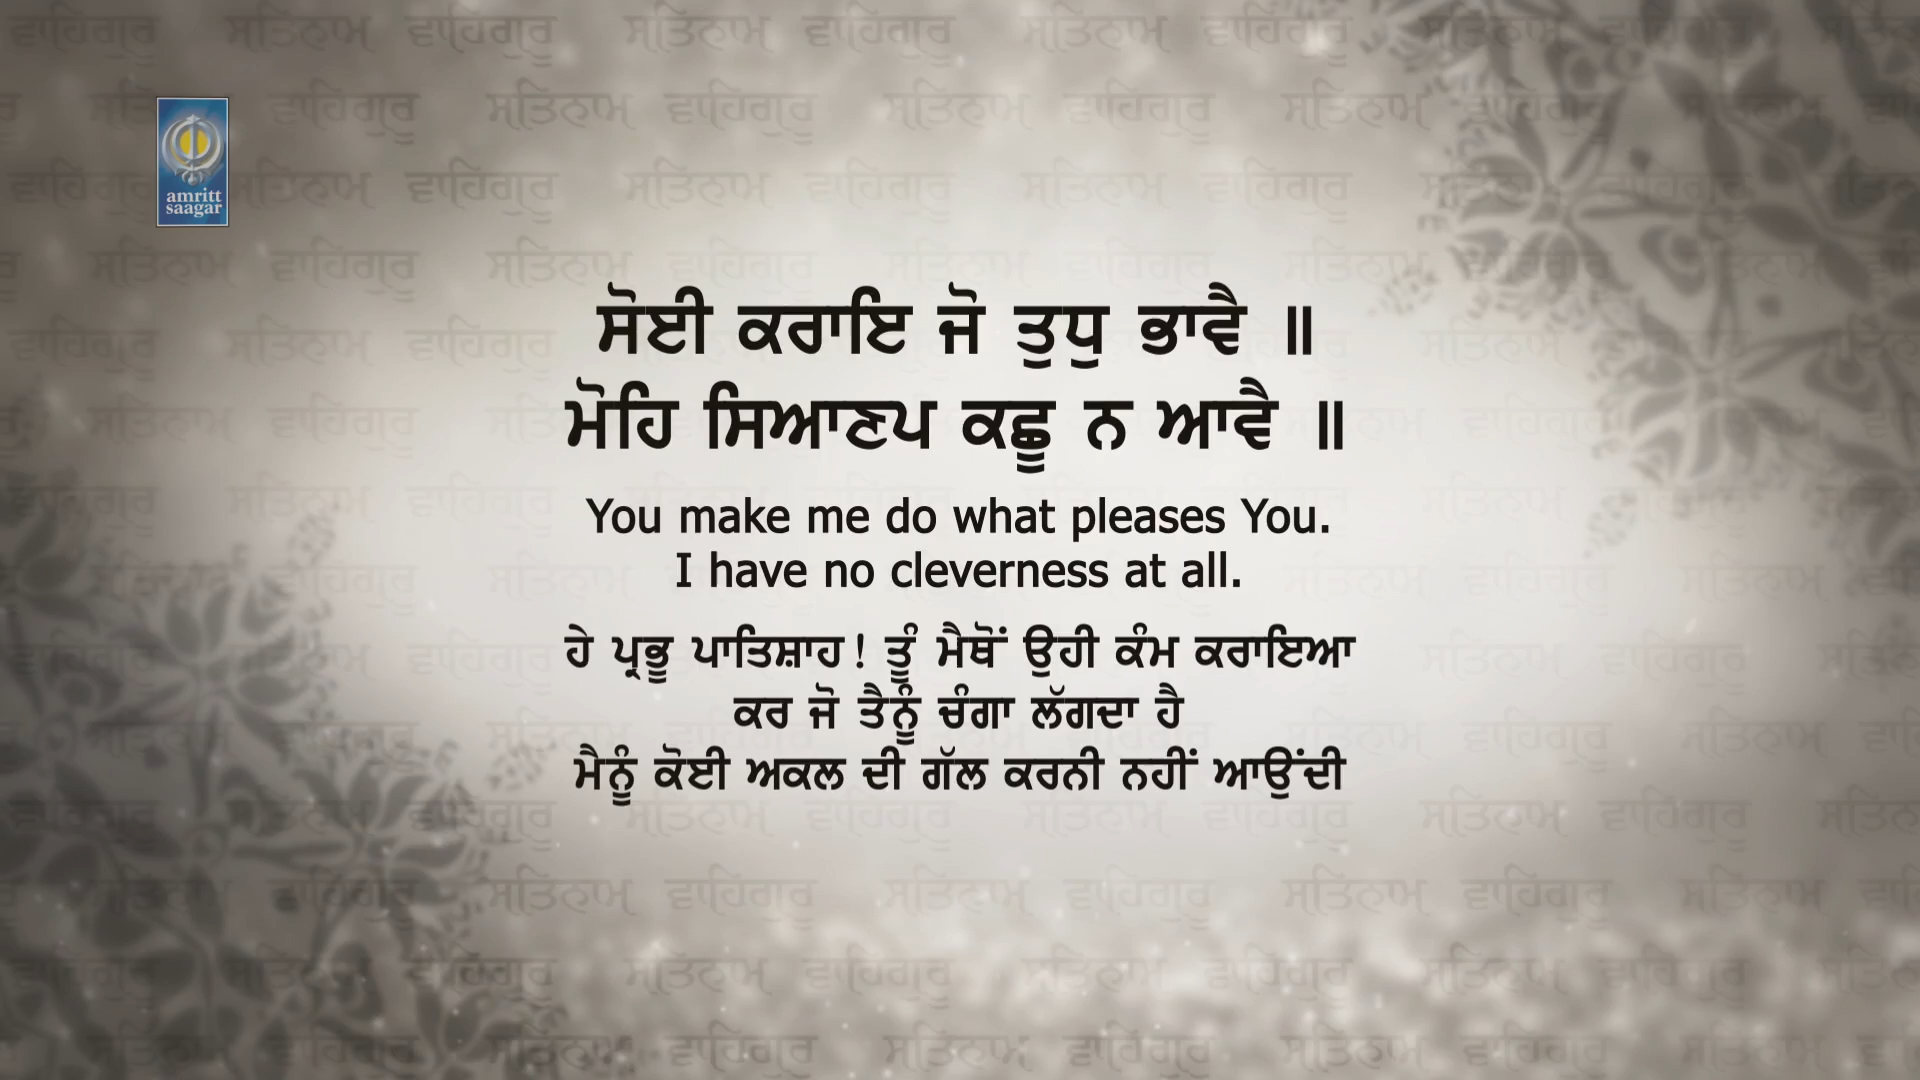 amritt
saagar
ਸੋਈ ਕਰਾਇ ਜੋ ਤੁਧੁ ਭਾਵੈ ॥
ਮੋਹਿ ਸਿਆਣਪ ਕਛੂ ਨ ਆਵੈ ॥
You make me do what pleases You.
I have no cleverness at all.
ਹੇ ਪ੍ਰਭੂ ਪਾਤਿਸ਼ਾਹ! ਤੂੰ ਮੈਥੋਂ ਉਹੀ ਕੰਮ ਕਰਾਇਆ
ਕਰ ਜੋ ਤੈਨੂੰ ਚੰਗਾ ਲੱਗਦਾ ਹੈ
ਮੈਨੂੰ ਕੋਈ ਅਕਲ ਦੀ ਗੱਲ ਕਰਨੀ ਨਹੀਂ ਆਉਂਦੀ